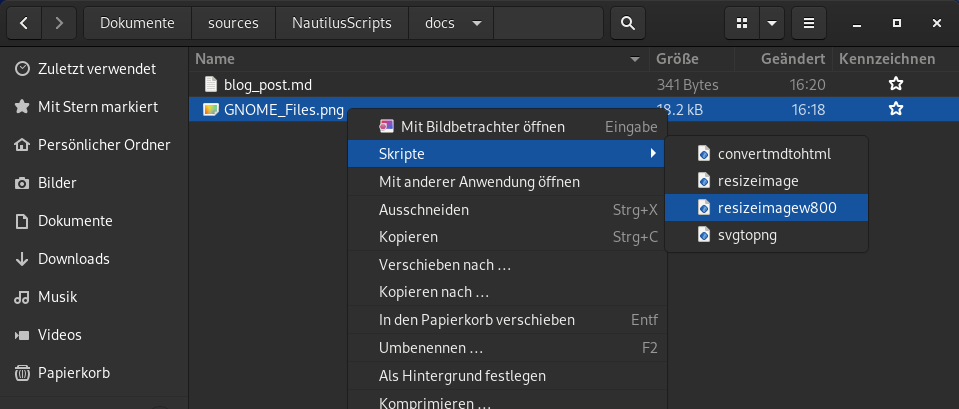 Dokumente sources NautilusScripts docs
Name Größe Geändert Kennzeichnen
Zuletzt verwendet
Mit Stern markiert
Persönlicher Ordner
Bilder
Dokumente
Downloads
Musik
Videos
Papierkorb
blog_post.md 341 Bytes 16:20
GNOME_Files.png 18.2 kB 16:18
Mit Bildbetrachter öffnen Eingabe
Skripte
Mit anderer Anwendung öffnen
Ausschneiden Strg+X
Kopieren Strg+C
Verschieben nach …
Kopieren nach …
In den Papierkorb verschieben Entf
Umbenennen … F2
Als Hintergrund festlegen
Komprimieren …
convertmdtohtml
resizeimage
resizeimagew800
svgtopng